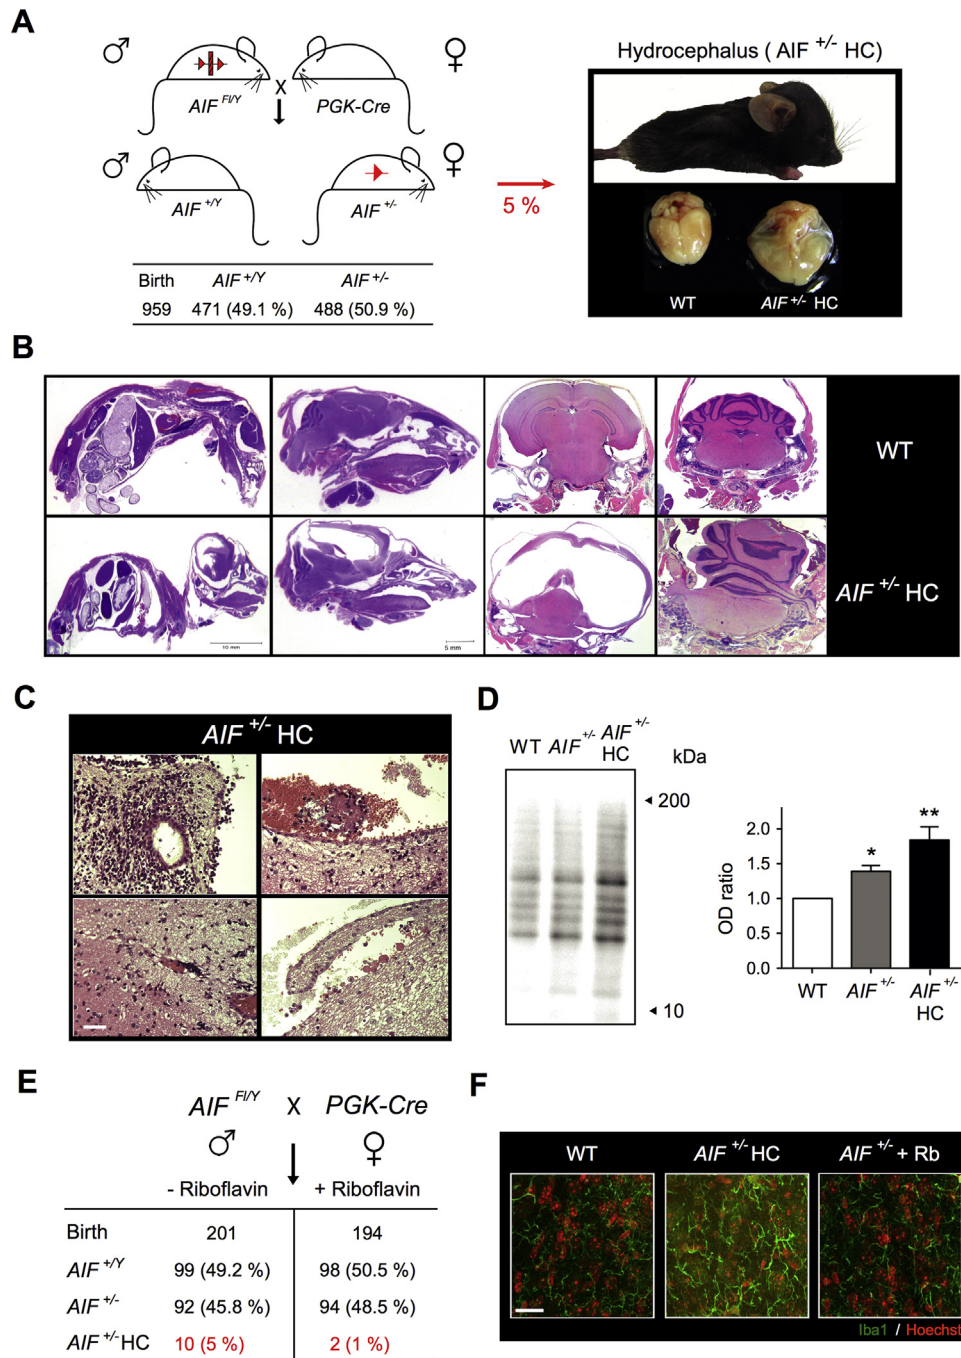 A
♂ ♀ Hydrocephalus ( AIF +/- HC)
AIF Fl/Y X PGK-Cre
♂ ♀
AIF +/Y AIF +/-
5 %
Birth AIF +/Y AIF +/-
959 471 (49.1 %) 488 (50.9 %)
WT AIF +/- HC
B
WT
AIF +/- HC
10 mm 5 mm
C
AIF +/- HC
D
WT AIF +/- AIF +/- HC kDa
200
10
OD ratio
2.0
1.5
1.0
0.5
0.0
* **
WT AIF +/- AIF +/- HC
E
AIF Fl/Y X PGK-Cre
♂ ♀
- Riboflavin + Riboflavin
Birth 201 194
AIF +/Y 99 (49.2 %) 98 (50.5 %)
AIF +/- 92 (45.8 %) 94 (48.5 %)
AIF +/- HC 10 (5 %) 2 (1 %)
F
WT AIF +/- HC AIF +/- + Rb
Iba1 / Hoechst